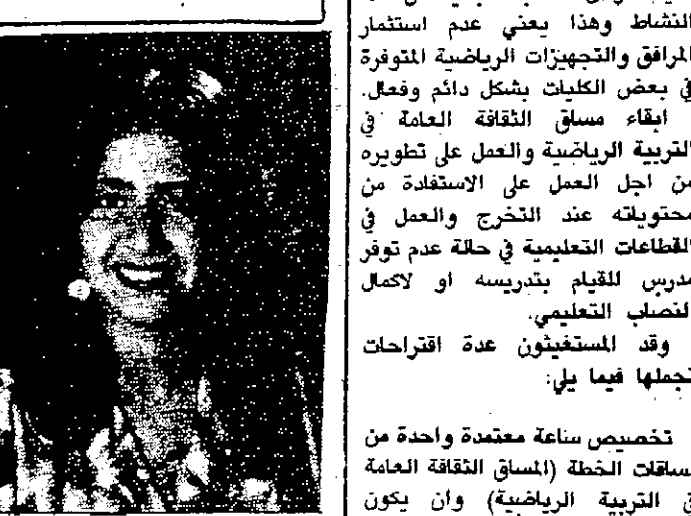 النشاط وهذا يعني عدم استثمار
المرافق والتجهيزات الرياضية المتوفرة
في بعض الكليات بشكل دائم وفعال.
ابقاء مساق الثقافة العامة في
التربية الرياضية والعمل على تطويره
من اجل العمل على الاستفادة من
محتوياته عند التخرج والعمل في
القطاعات التعليمية في حالة عدم توفر
مدرس للقيام بتدريسه او لاكمال
النصاب التعليمي.
وقد المستغيثون عدة اقتراحات
نجملها فيما يلي:
تخصيص ساعة معتمدة واحدة من
مساقات الخطة (المساق الثقافة العامة
في التربية الرياضية) وان يكون